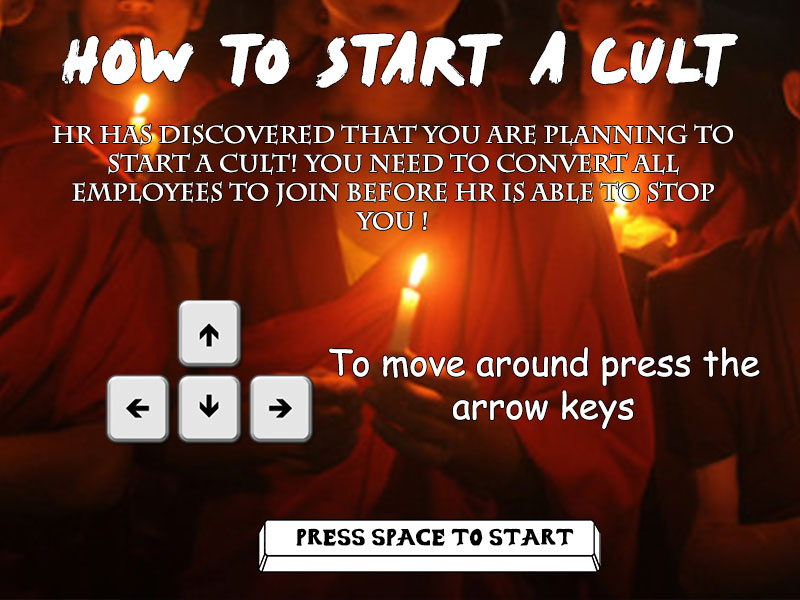 HOW TO START A CULT
HR HAS DISCOVERED THAT YOU ARE PLANNING TO
START A CULT! YOU NEED TO CONVERT ALL
EMPLOYEES TO JOIN BEFORE HR IS ABLE TO STOP
YOU !
To move around press the
arrow keys
PRESS SPACE TO START